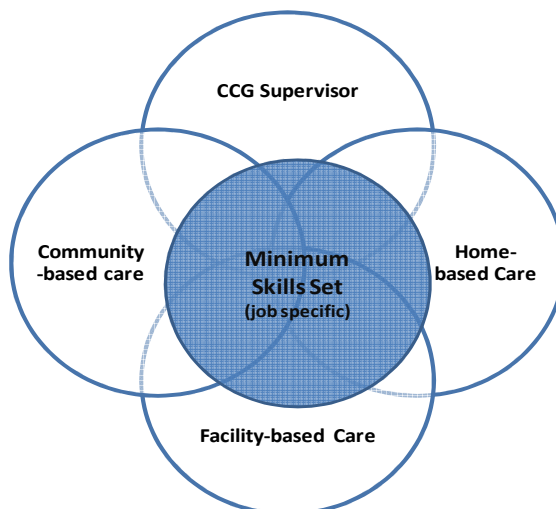 CCG Supervisor
Community
-based care
Minimum
Skills Set
(job specific)
Home-
based Care
Facility-based Care